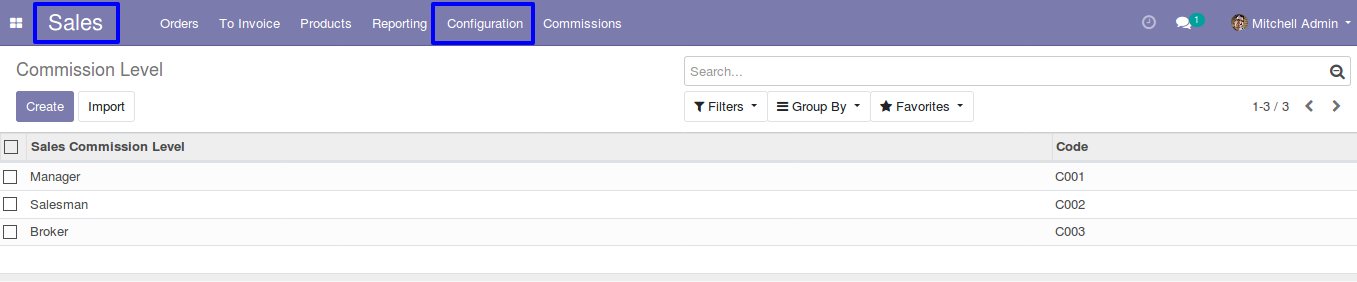 Sales Orders To Invoice Products Reporting Configuration Commissions 1 Mitchell Admin
Commission Level Search...
Create Import Filters Group By Favorites 1-3 / 3
Sales Commission Level Code
Manager C001
Salesman C002
Broker C003